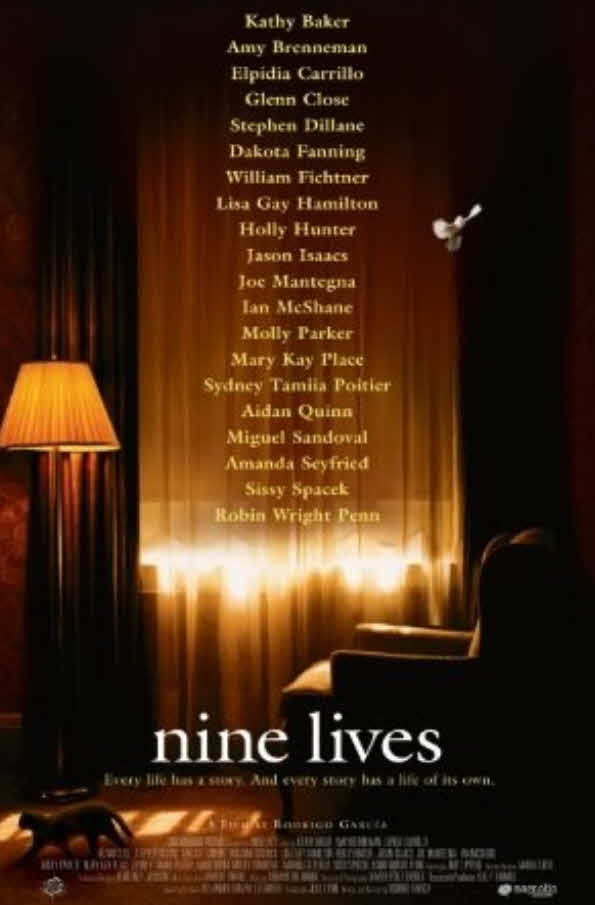 Kathy Baker
Amy Brenneman
Elpidia Carrillo
Glenn Close
Stephen Dillane
Dakota Fanning
William Fichtner
Lisa Gay Hamilton
Holly Hunter
Jason Isaacs
Joe Mantegna
Ian McShane
Molly Parker
Mary Kay Place
Sydney Tamiia Poitier
Aidan Quinn
Miguel Sandoval
Amanda Seyfried
Sissy Spacek
Robin Wright Penn
nine lives
Every life has a story. And every story has a life of its own.
A Film by Rodrigo García